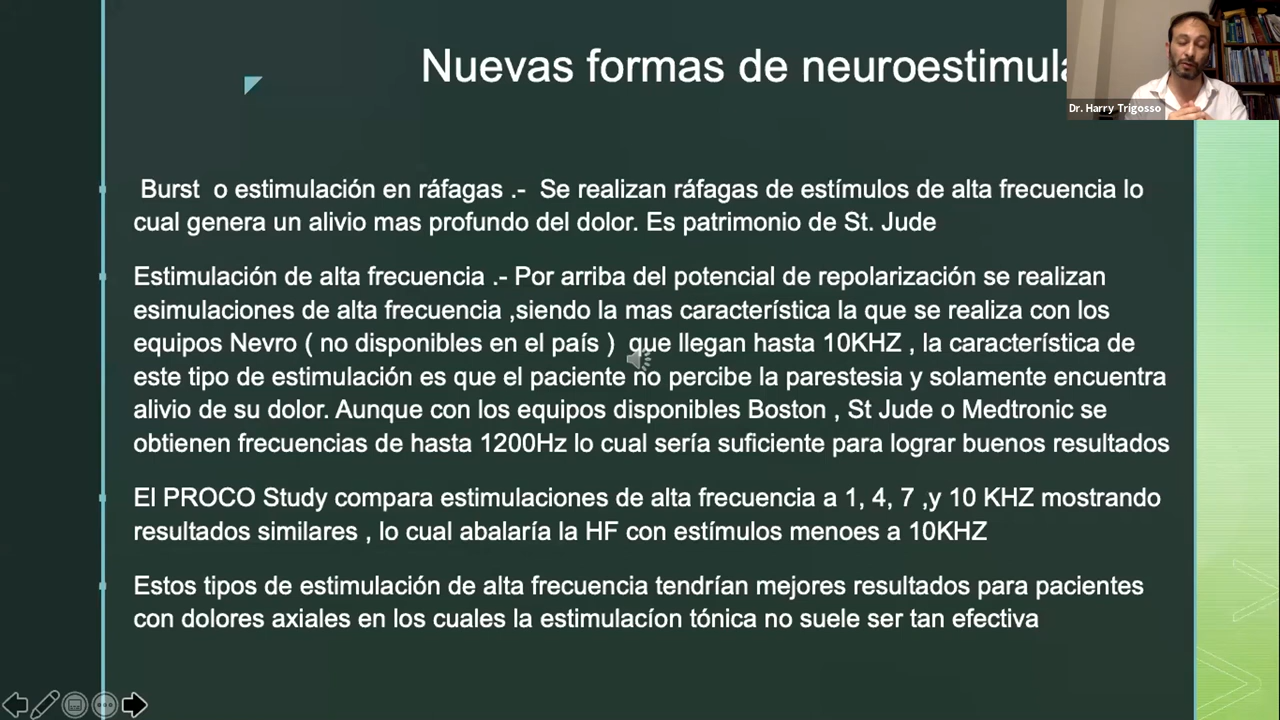 Nuevas formas de neuroestimula
Dr. Harry Trigosso
Burst o estimulación en ráfagas .- Se realizan ráfagas de estímulos de alta frecuencia lo
cual genera un alivio mas profundo del dolor. Es patrimonio de St. Jude
Estimulación de alta frecuencia .- Por arriba del potencial de repolarización se realizan
esimulaciones de alta frecuencia ,siendo la mas característica la que se realiza con los
equipos Nevro ( no disponibles en el país ) que llegan hasta 10KHZ , la característica de
este tipo de estimulación es que el paciente no percibe la parestesia y solamente encuentra
alivio de su dolor. Aunque con los equipos disponibles Boston , St Jude o Medtronic se
obtienen frecuencias de hasta 1200Hz lo cual sería suficiente para lograr buenos resultados
El PROCO Study compara estimulaciones de alta frecuencia a 1, 4, 7 ,y 10 KHZ mostrando
resultados similares , lo cual abalaría la HF con estímulos menoes a 10KHZ
Estos tipos de estimulación de alta frecuencia tendrían mejores resultados para pacientes
con dolores axiales en los cuales la estimulacíon tónica no suele ser tan efectiva